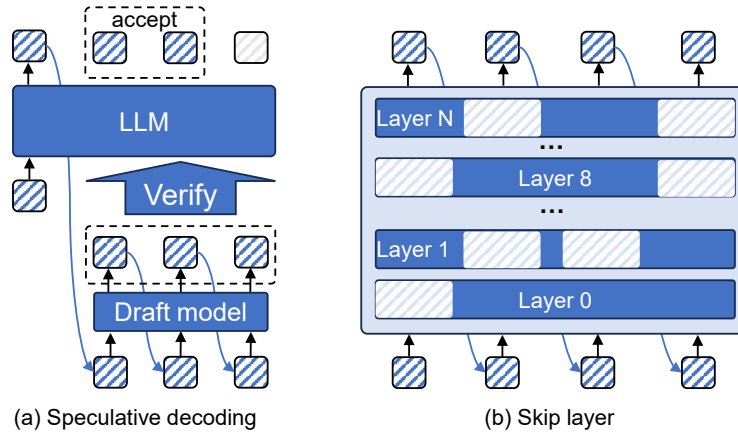 accept
LLM
Verify
Draft model
(a) Speculative decoding
Layer N
...
Layer 8
...
Layer 1
Layer 0
(b) Skip layer